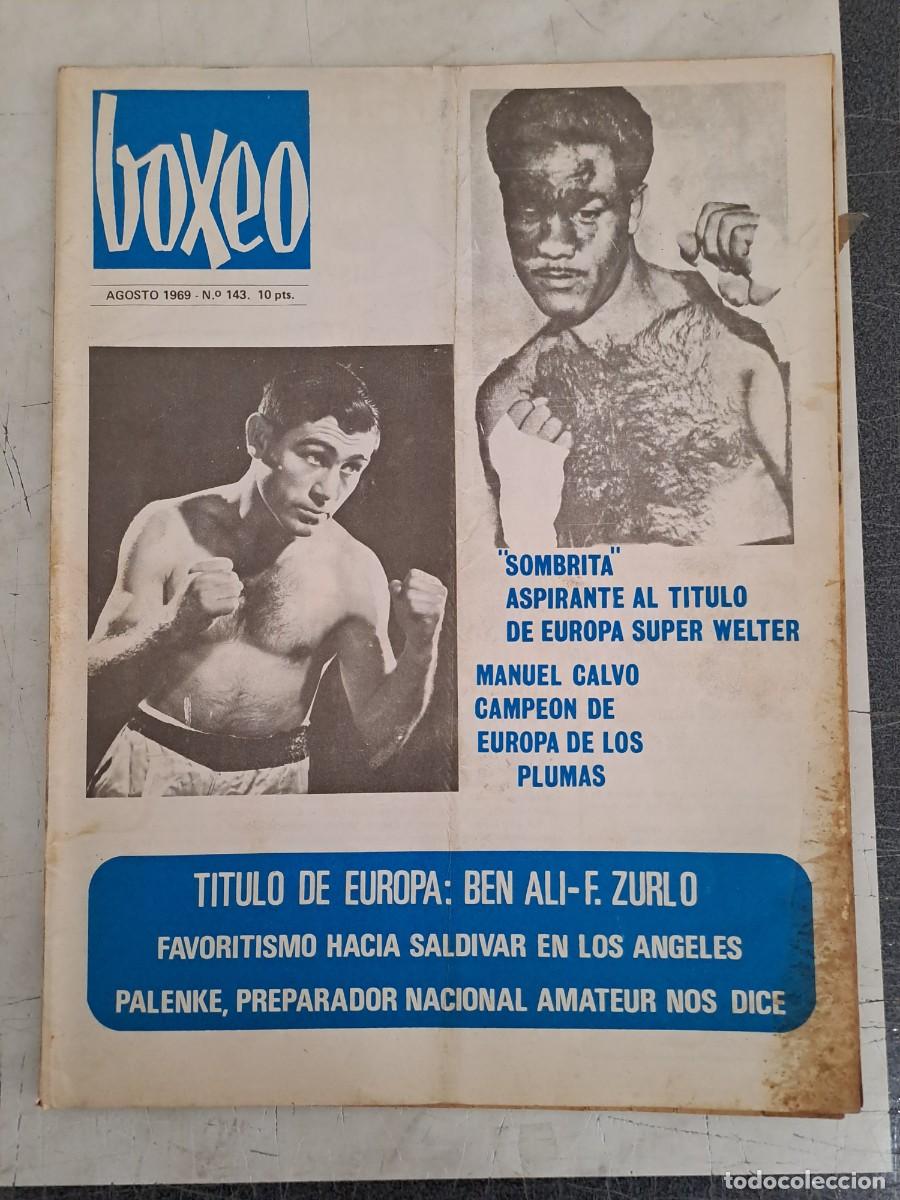 boxeo
AGOSTO 1969 - N.º 143. 10 pts.
"SOMBRITA"
ASPIRANTE AL TITULO
DE EUROPA SUPER WELTER
MANUEL CALVO
CAMPEON DE
EUROPA DE LOS
PLUMAS
TITULO DE EUROPA: BEN ALI-F. ZURLO
FAVORITISMO HACIA SALDIVAR EN LOS ANGELES
PALENKE, PREPARADOR NACIONAL AMATEUR NOS DICE
todocoleccion